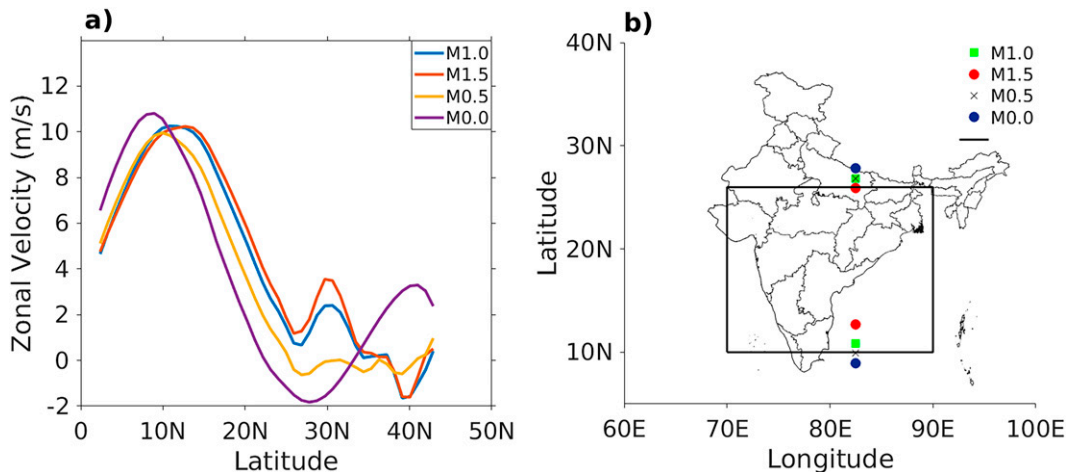 a)
Zonal Velocity (m/s)
12
10
8
6
4
2
0
-2
0 10N 20N 30N 40N 50N
Latitude
M1.0
M1.5
M0.5
M0.0
b)
Latitude
40N
30N
20N
10N
60E 70E 80E 90E 100E
Longitude
M1.0
M1.5
M0.5
M0.0